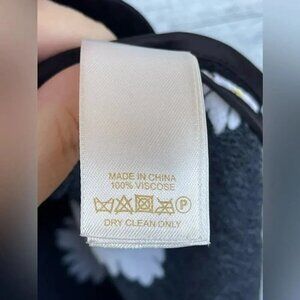 MADE IN CHINA
100% VISCOSE
P
DRY CLEAN ONLY